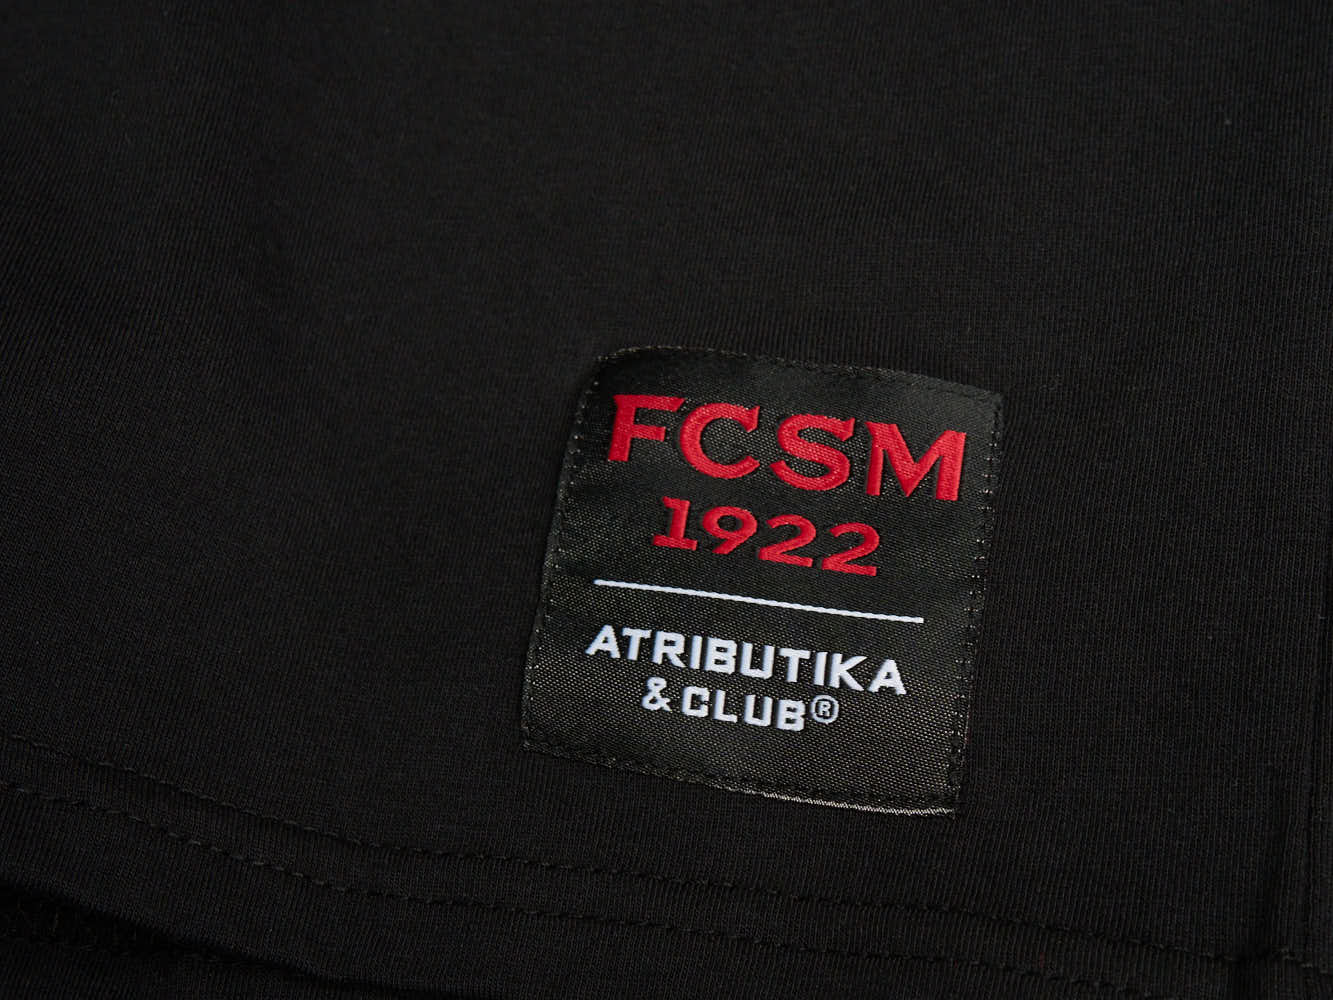 FCSM
1922
ATRIBUTIKA
& CLUB®